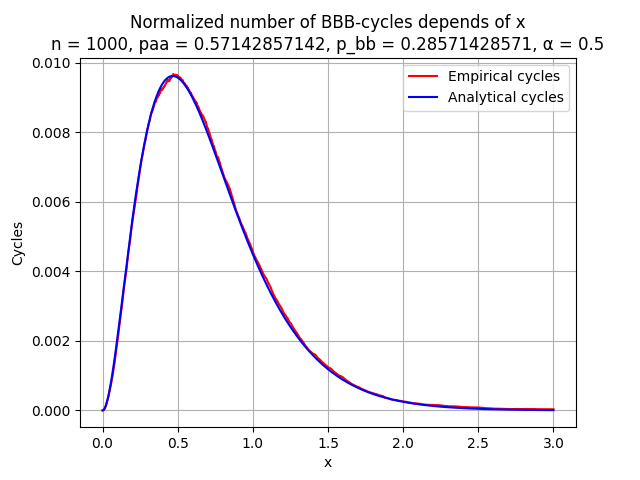 Normalized number of BBB-cycles depends of x
n = 1000, paa = 0.57142857142, p_bb = 0.28571428571, α = 0.5
Empirical cycles
Analytical cycles
0.010
0.008
0.006
0.004
0.002
0.000
Cycles
0.0 0.5 1.0 1.5 2.0 2.5 3.0
x